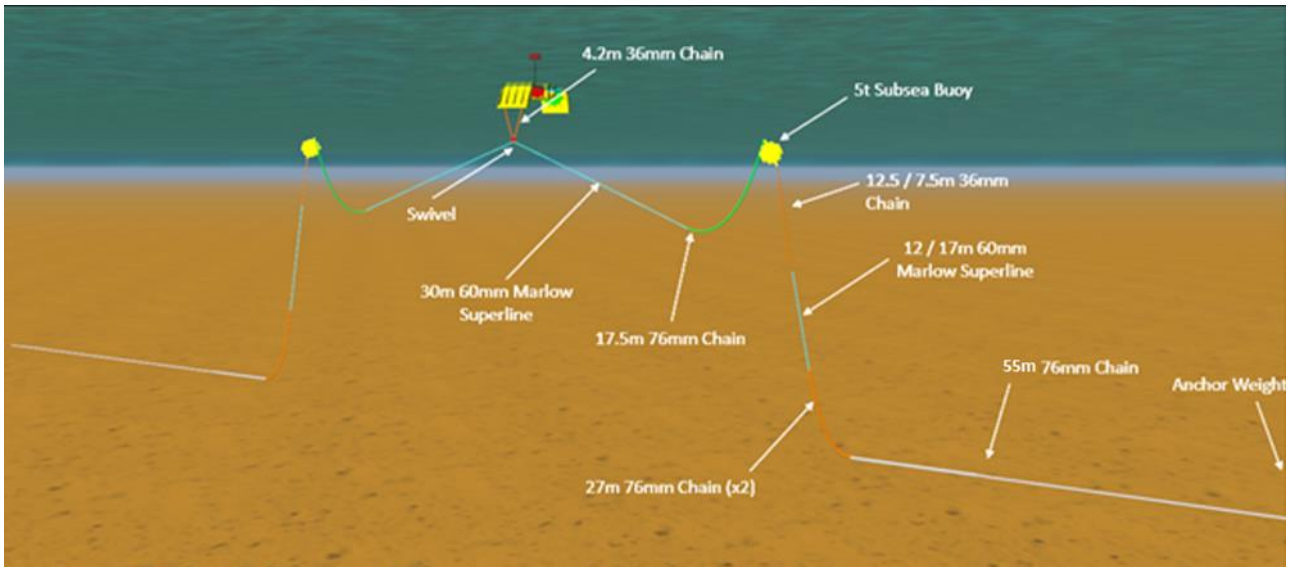 4.2m 36mm Chain
5t Subsea Buoy
12.5 / 7.5m 36mm
Chain
Swivel
12 / 17m 60mm
Marlow Superline
30m 60mm Marlow
Superline
17.5m 76mm Chain
55m 76mm Chain
Anchor Weight
27m 76mm Chain (x2)